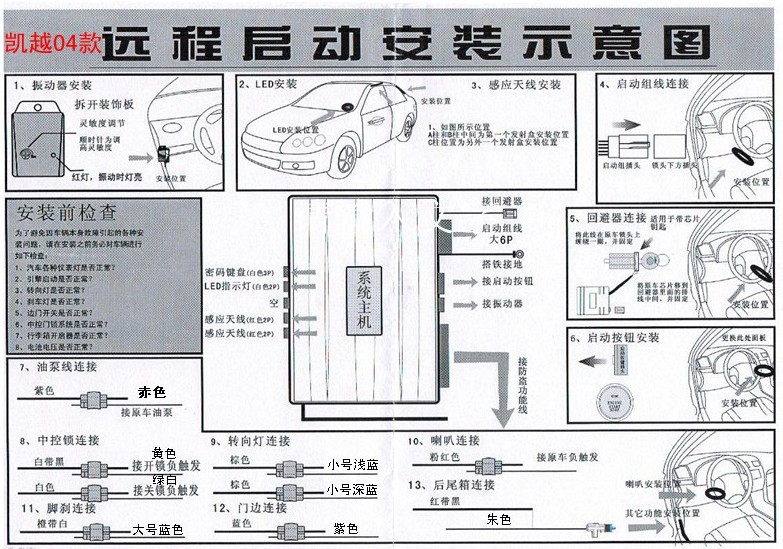 凯越04款
远程启动安装示意图
1、振动器安装
拆开装饰板
灵敏度调节
顺时针为调
高灵敏度
红灯，振动时灯亮
安装位置
2、LED安装
LED安装位置
3、感应天线安装
安装位置
1、如图所示位置
A柱和B柱中间为第一个发射盒安装位置
C柱位置为另外一个发射盒安装位置
4、启动组线连接
启动组插头
锁头下方插头
安装位置
安装前检查
为了避免因车辆本身故障引起的各种安
装问题，请在安装之前务必对车辆进行
如下检查：
1、汽车各种仪表灯是否正常？
2、引擎启动是否正常？
3、转向灯是否正常？
4、刹车灯是否正常？
5、边门开关是否正常？
6、中控门锁系统是否正常？
7、行李箱开启器是否正常？
8、电池电压是否正常？
密码键盘(白色3P)
LED指示灯(白色2P)
空
感应天线(红色2P)
感应天线(红色2P)
系统主机
接回避器
启动组线
大6P
搭铁接地
接启动按钮
接振动器
接防盗功能线
5、回避器连接
适用于带芯片
钥匙
将此线在原车锁头上
缠绕一圈，并固定
将原车芯片移到
回避器里面的排
线中间，并固定
安装位置
6、启动按钮安装
更换此处面板
安装位置
7、油泵线连接
紫色
赤色
接原车油泵
8、中控锁连接
白带黑
黄色
接开锁负触发
白色
绿白
接关锁负触发
9、转向灯连接
棕色
小号浅蓝
棕色
小号深蓝
10、喇叭连接
粉红色
接原车负触发
11、脚刹连接
橙带白
大号蓝色
12、门边连接
蓝色
紫色
13、后尾箱连接
红带黑
朱色
喇叭安装位置
其它功能安装位置